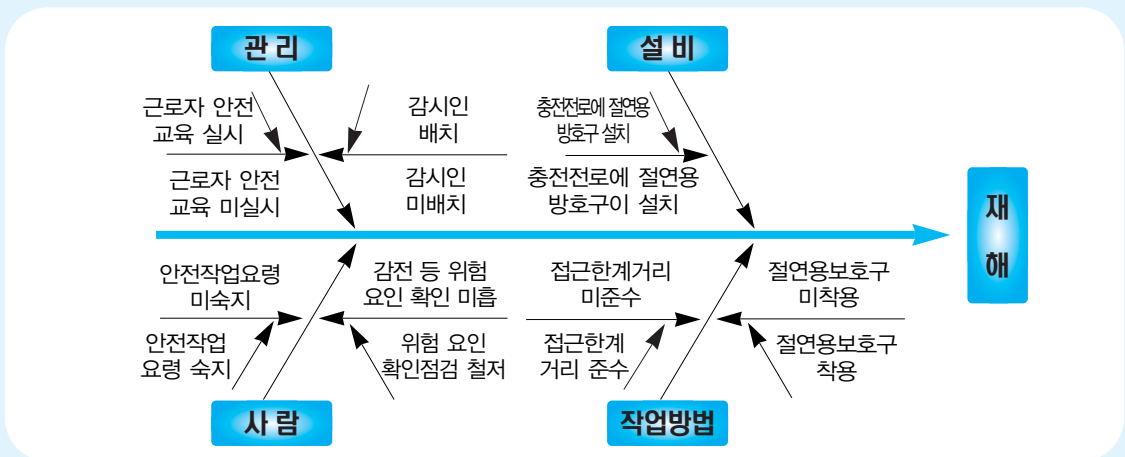 관 리
설 비
근로자 안전
교육 실시
감시인
배치
충전전로에 절연용
방호구 설치
근로자 안전
교육 미실시
감시인
미배치
충전전로에 절연용
방호구이 설치
재
해
안전작업요령
미숙지
감전 등 위험
요인 확인 미흡
접근한계거리
미준수
절연용보호구
미착용
안전작업
요령 숙지
위험 요인
확인점검 철저
접근한계
거리 준수
절연용보호구
착용
사 람
작업방법